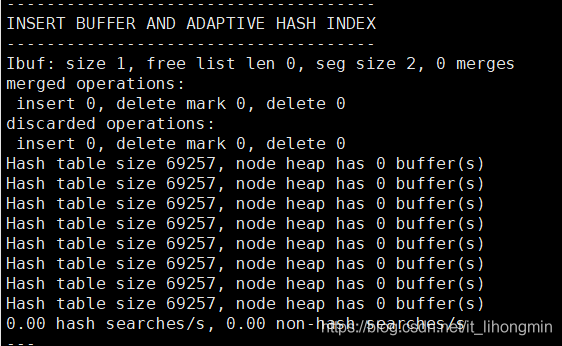 -------------------------------------
INSERT BUFFER AND ADAPTIVE HASH INDEX
-------------------------------------
Ibuf: size 1, free list len 0, seg size 2, 0 merges
merged operations:
 insert 0, delete mark 0, delete 0
discarded operations:
 insert 0, delete mark 0, delete 0
Hash table size 69257, node heap has 0 buffer(s)
Hash table size 69257, node heap has 0 buffer(s)
Hash table size 69257, node heap has 0 buffer(s)
Hash table size 69257, node heap has 0 buffer(s)
Hash table size 69257, node heap has 0 buffer(s)
Hash table size 69257, node heap has 0 buffer(s)
Hash table size 69257, node heap has 0 buffer(s)
Hash table size 69257, node heap has 0 buffer(s)
0.00 hash searches/s, 0.00 non-hash searches/s
https://blog.csdn.net/it_lihongmin
---